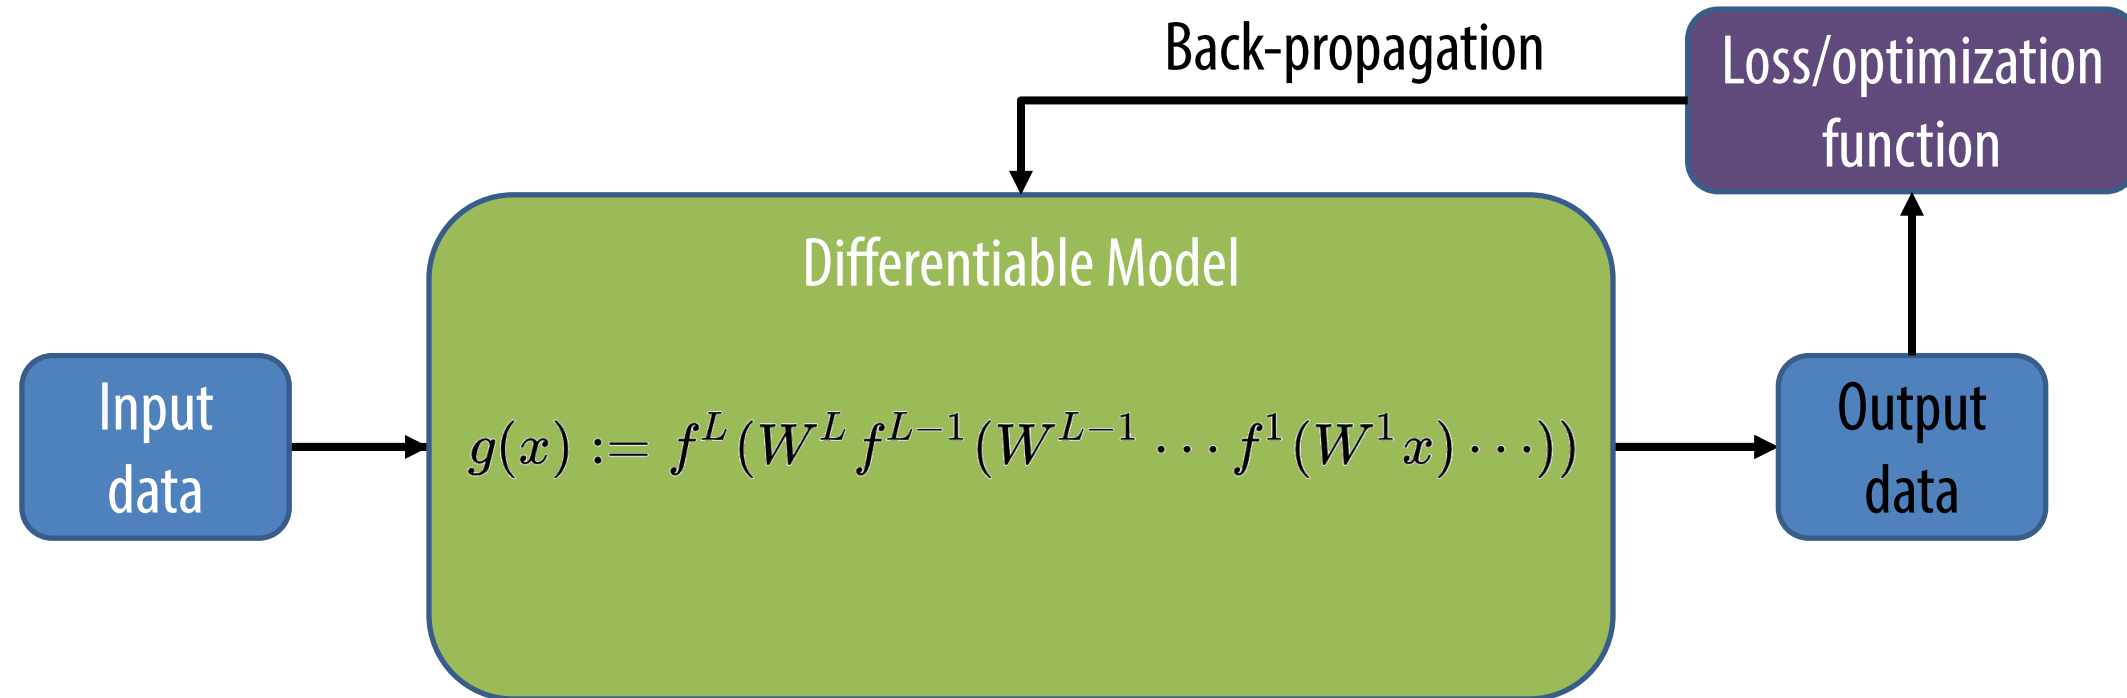 Back-propagation
Loss/optimization
function
Differentiable Model
Input
data
g(x) := f^L(W^L f^{L-1}(W^{L-1} ⋯ f^1(W^1 x) ⋯))
Output
data